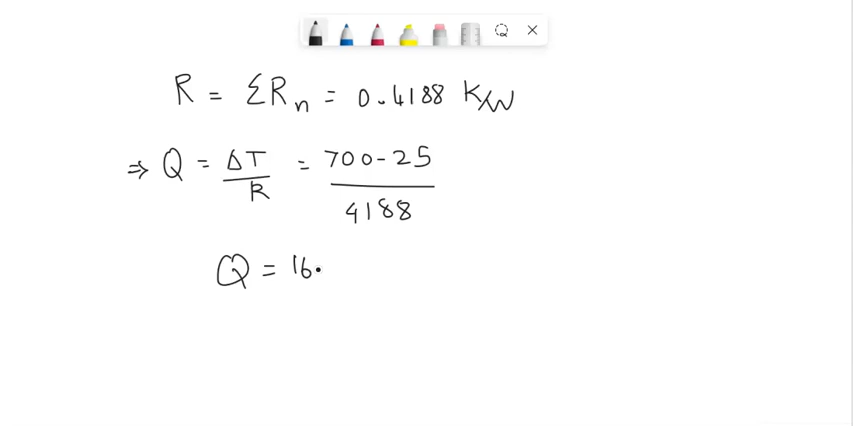 R = ΣRn = 0.4188 K/W
⇒ Q = ΔT/R = 700-25/4188
Q = 16.